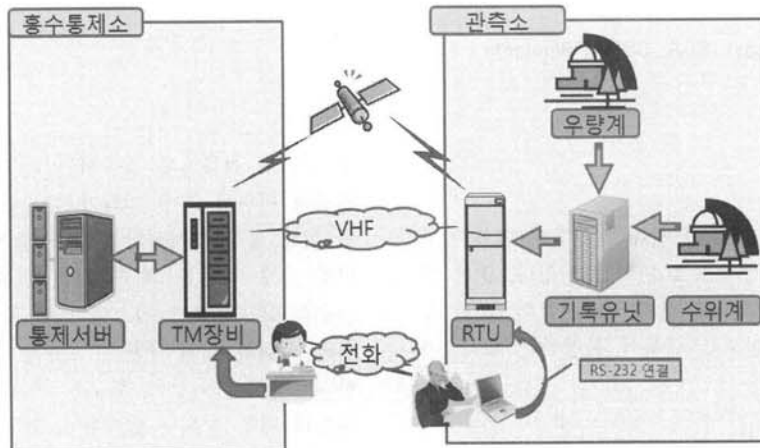 홍수통제소
관측소
우량계
VHF
통제서버
TM장비
RTU
기록유닛
수위계
전화
RS-232 연결